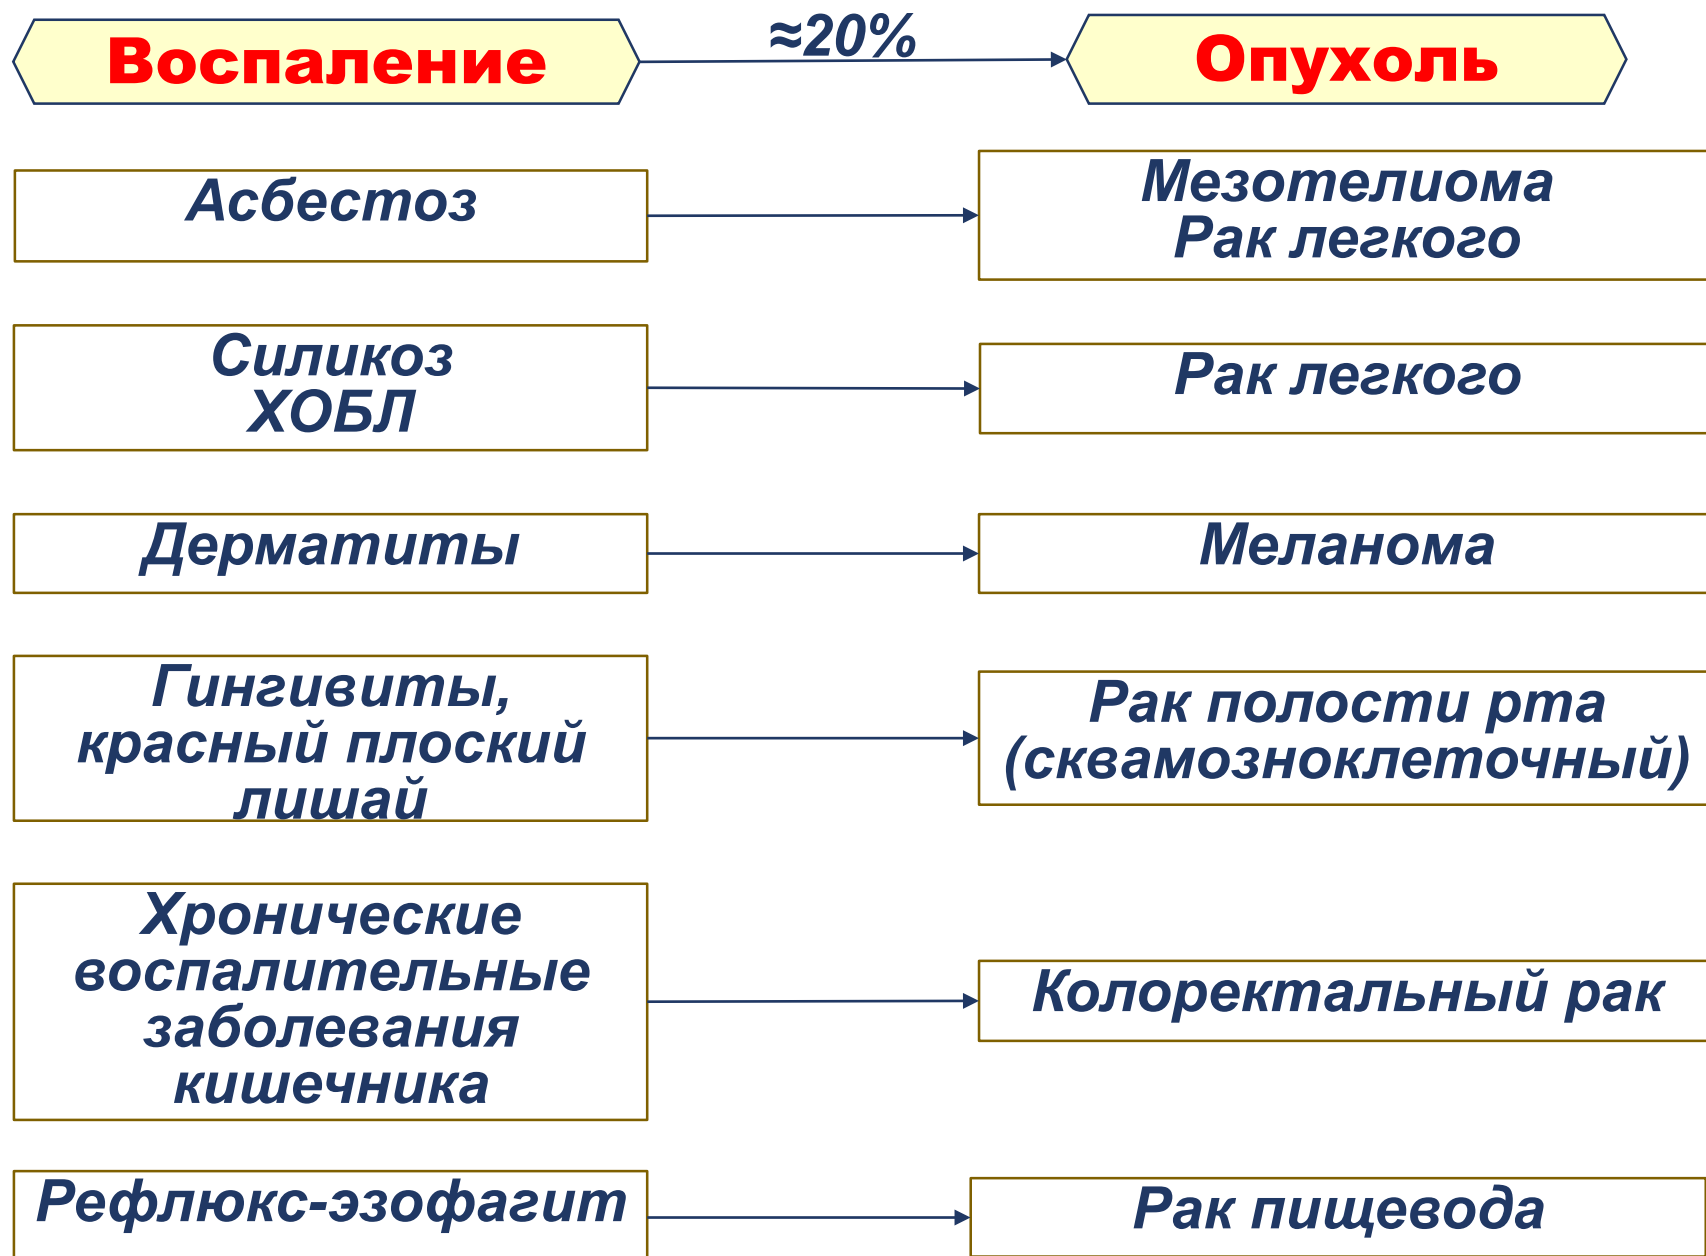 Воспаление
≈20%
Опухоль
Асбестоз
Мезотелиома
Рак легкого
Силикоз
ХОБЛ
Рак легкого
Дерматиты
Меланома
Гингивиты,
красный плоский
лишай
Рак полости рта
(сквамозноклеточный)
Хронические
воспалительные
заболевания
кишечника
Колоректальный рак
Рефлюкс-эзофагит
Рак пищевода